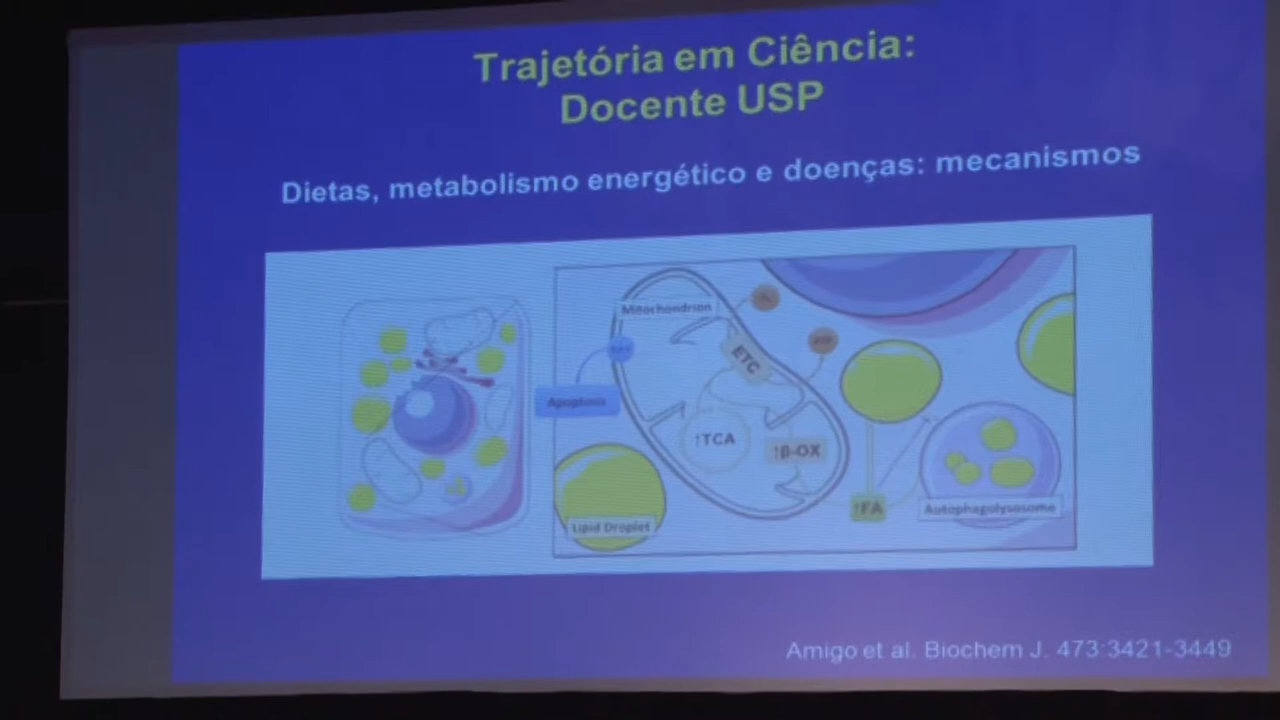 Trajetória em Ciência:
Docente USP
Dietas, metabolismo energético e doenças: mecanismos
Mitochondrion
ETC
Apoptosis
↑TCA
↑β-OX
↑FA
Autophagolysosome
Lipid Droplet
Amigo et al. Biochem J. 473:3421-3449